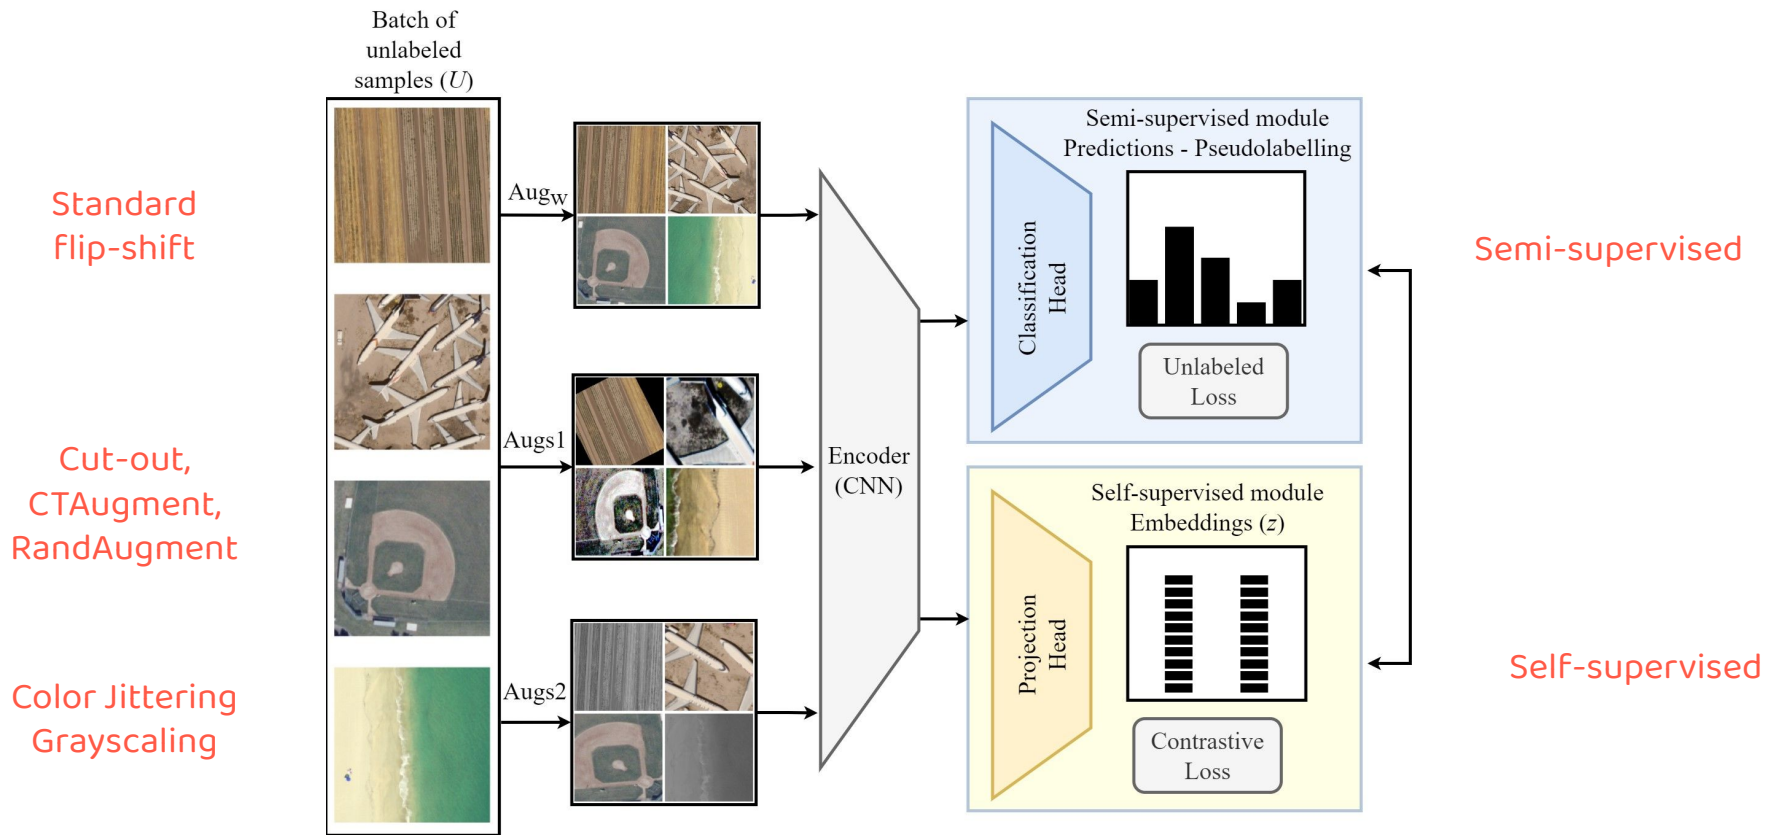 Batch of
unlabeled
samples (U)
Standard
flip-shift
Cut-out,
CTAugment,
RandAugment
Color Jittering
Grayscaling
Augw
Augs1
Augs2
Encoder
(CNN)
Semi-supervised module
Predictions - Pseudolabelling
Classification
Head
Unlabeled
Loss
Self-supervised module
Embeddings (z)
Projection
Head
Contrastive
Loss
Semi-supervised
Self-supervised